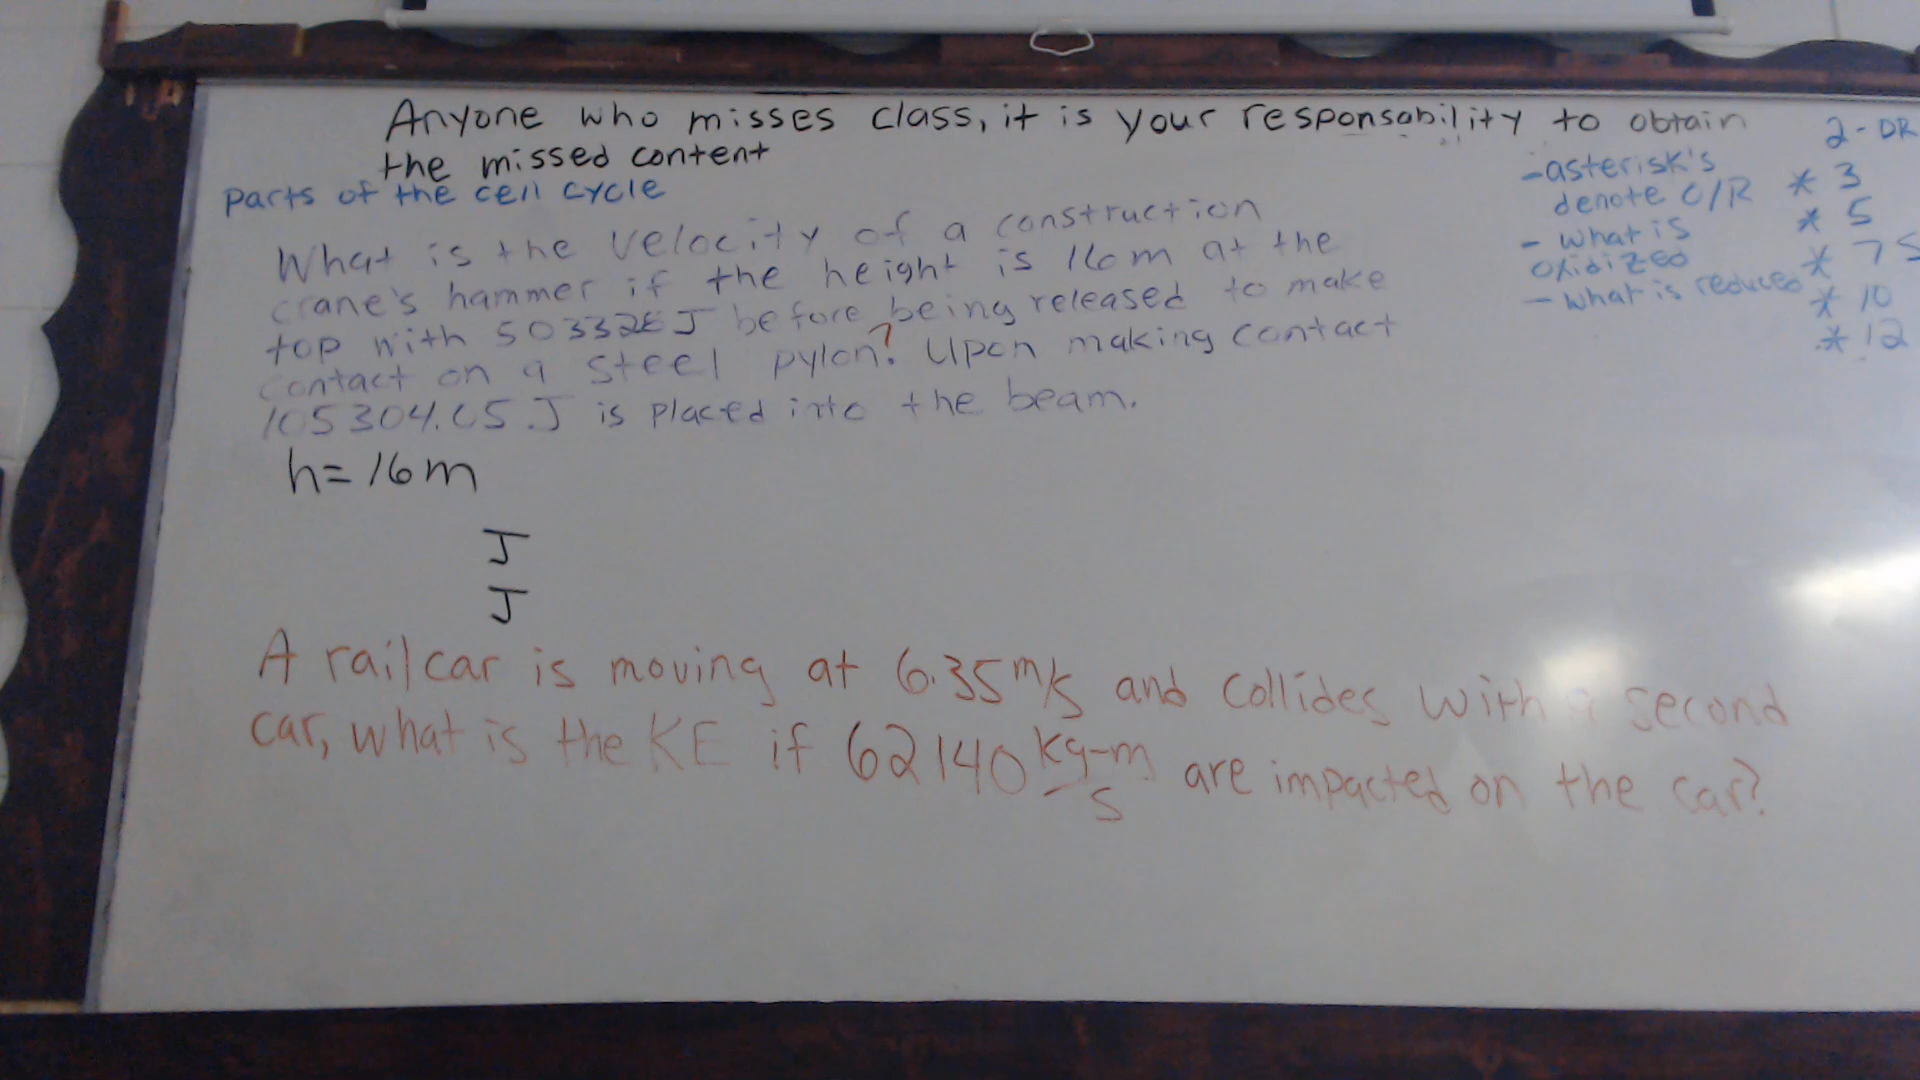 Anyone who misses class, it is your responsability to obtain
the missed content
parts of the cell cycle
What is the velocity of a construction
crane's hammer if the height is 16m at the
top with 503328J before being released to make
contact on a steel pylon? Upon making contact
105304.05 J is placed into the beam.
h=16m
J
J
A railcar is moving at 6.35 m/s and collides with a second
car, what is the KE if 62140 kg-m/s are impacted on the car?
2-DR
-asterisk's
denote O/R
- what is
oxidized
- what is reduced
* 3
* 5
* 7 S
* 10
* 12